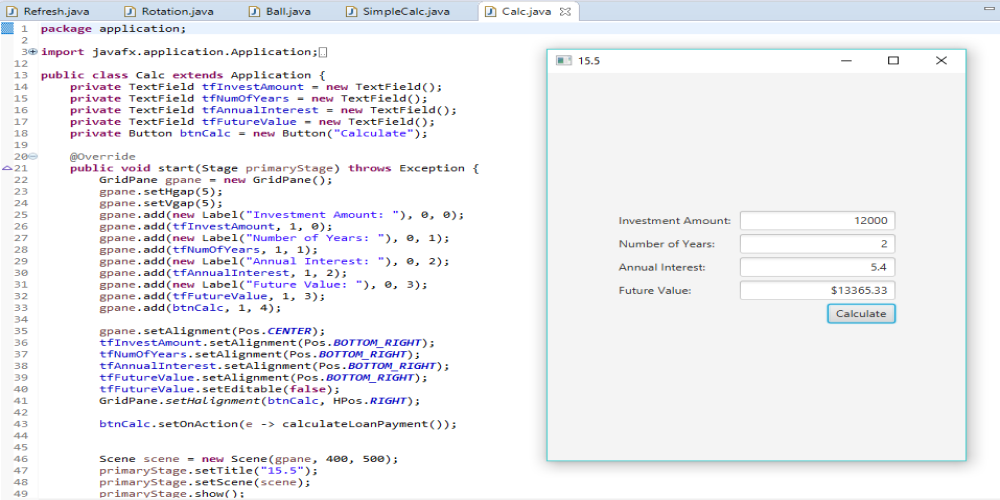 Refresh.java Rotation.java Ball.java SimpleCalc.java Calc.java
1 package application;
2
3 import javafx.application.Application;
12
13 public class Calc extends Application {
14 private TextField tfInvestAmount = new TextField();
15 private TextField tfNumOfYears = new TextField();
16 private TextField tfAnnualInterest = new TextField();
17 private TextField tfFutureValue = new TextField();
18 private Button btnCalc = new Button("Calculate");
19
20 @Override
21 public void start(Stage primaryStage) throws Exception {
22 GridPane gpane = new GridPane();
23 gpane.setHgap(5);
24 gpane.setVgap(5);
25 gpane.add(new Label("Investment Amount: "), 0, 0);
26 gpane.add(tfInvestAmount, 1, 0);
27 gpane.add(new Label("Number of Years: "), 0, 1);
28 gpane.add(tfNumOfYears, 1, 1);
29 gpane.add(new Label("Annual Interest: "), 0, 2);
30 gpane.add(tfAnnualInterest, 1, 2);
31 gpane.add(new Label("Future Value: "), 0, 3);
32 gpane.add(tfFutureValue, 1, 3);
33 gpane.add(btnCalc, 1, 4);
34
35 gpane.setAlignment(Pos.CENTER);
36 tfInvestAmount.setAlignment(Pos.BOTTOM_RIGHT);
37 tfNumOfYears.setAlignment(Pos.BOTTOM_RIGHT);
38 tfAnnualInterest.setAlignment(Pos.BOTTOM_RIGHT);
39 tfFutureValue.setAlignment(Pos.BOTTOM_RIGHT);
40 tfFutureValue.setEditable(false);
41 GridPane.setHalignment(btnCalc, HPos.RIGHT);
42
43 btnCalc.setOnAction(e -> calculateLoanPayment());
44
45
46 Scene scene = new Scene(gpane, 400, 500);
47 primaryStage.setTitle("15.5");
48 primaryStage.setScene(scene);
49 primaryStage.show();
15.5
Investment Amount: 12000
Number of Years: 2
Annual Interest: 5.4
Future Value: $13365.33
Calculate